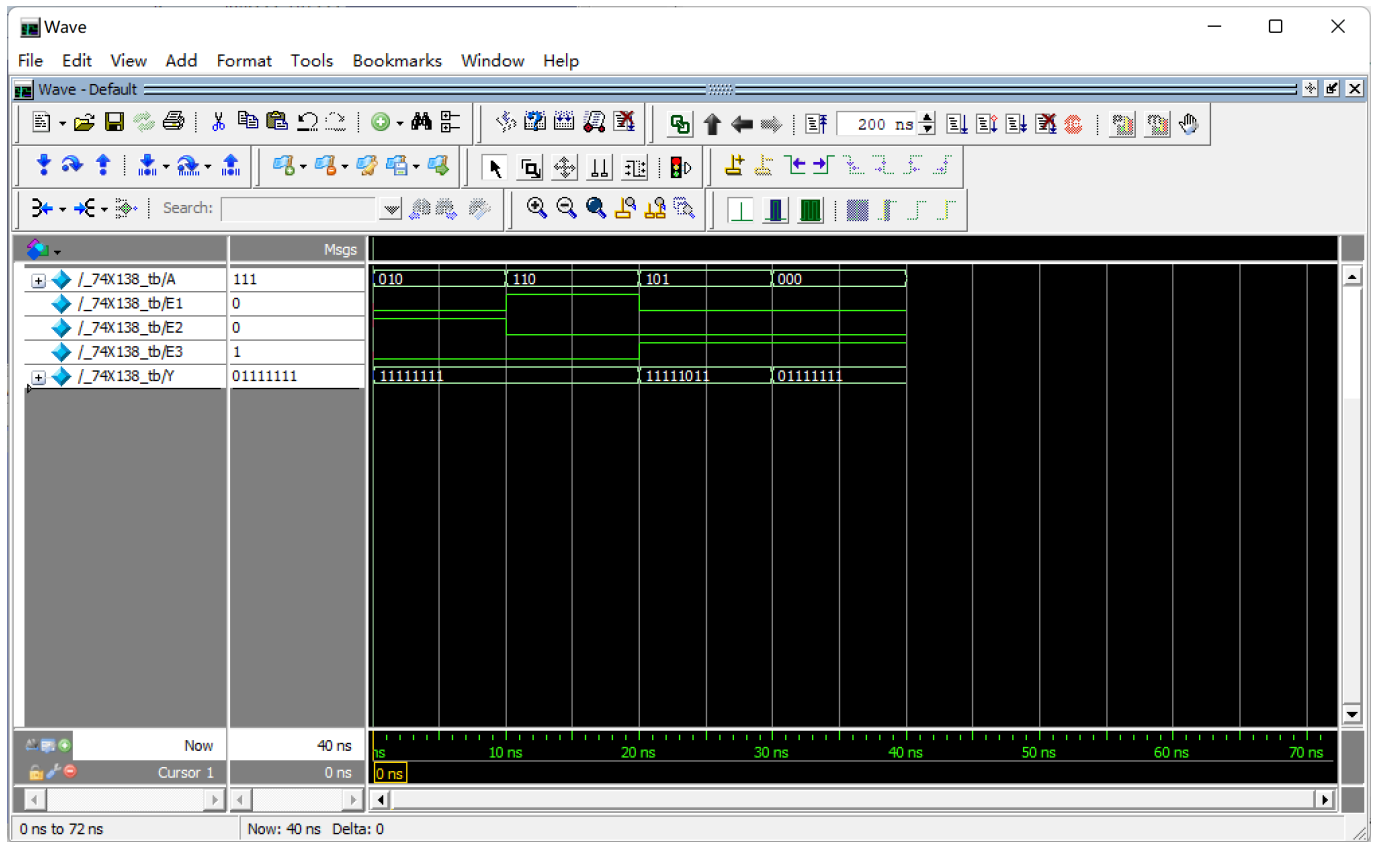 Wave
File Edit View Add Format Tools Bookmarks Window Help
Wave - Default
200 ns
Search:
Msgs
/_74X138_tb/A 111 010 110 101 000
/_74X138_tb/E1 0
/_74X138_tb/E2 0
/_74X138_tb/E3 1
/_74X138_tb/Y 01111111 11111111 11111011 01111111
Now 40 ns ns 10 ns 20 ns 30 ns 40 ns 50 ns 60 ns 70 ns
Cursor 1 0 ns 0 ns
0 ns to 72 ns Now: 40 ns Delta: 0